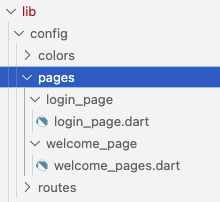 lib
config
colors
pages
login_page
login_page.dart
welcome_page
welcome_pages.dart
routes